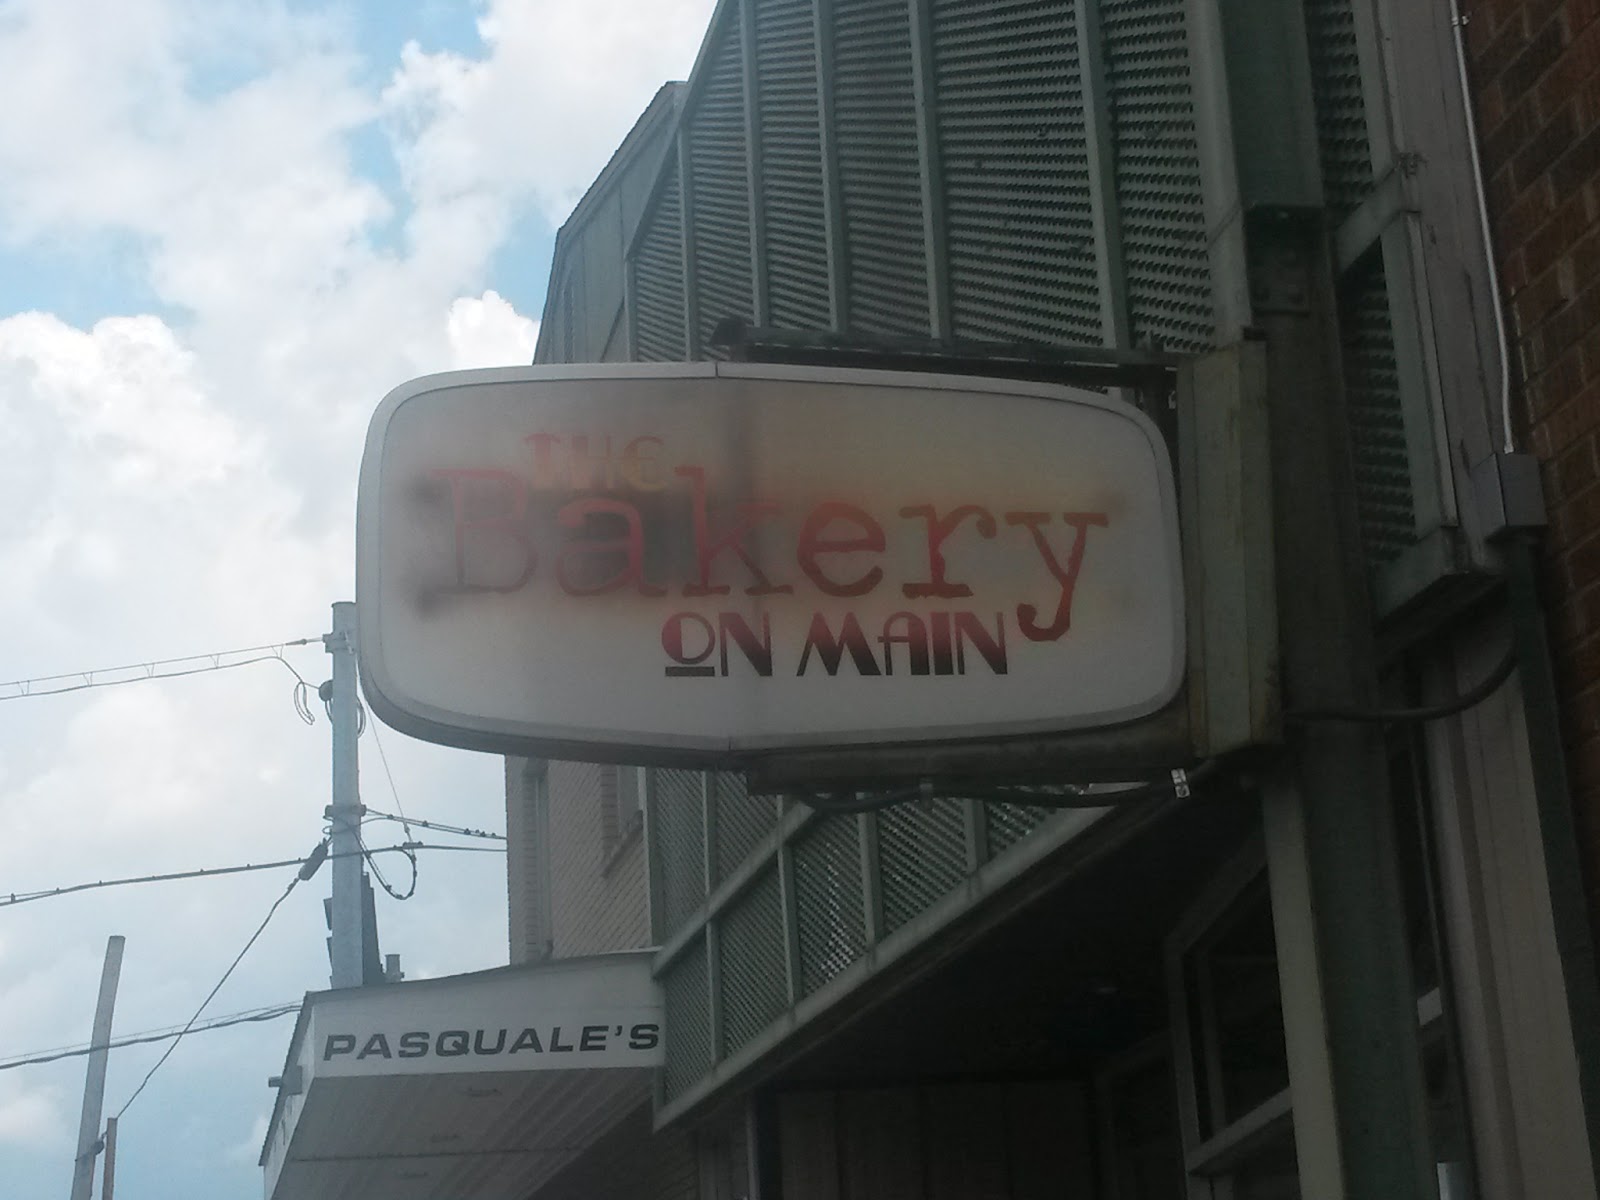 THE
Bakery
ON MAIN
PASQUALE'S